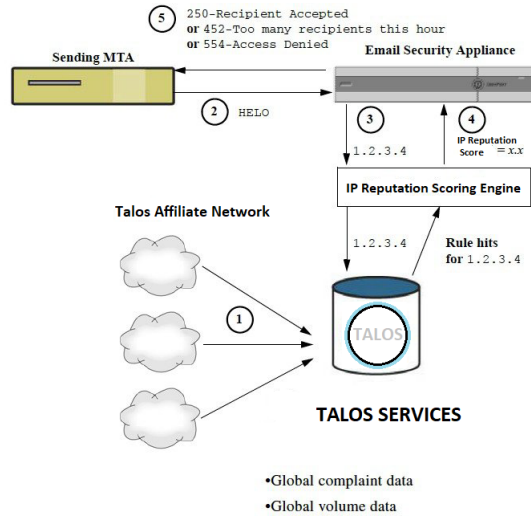 5
250-Recipient Accepted
or 452-Too many recipients this hour
or 554-Access Denied
Sending MTA
Email Security Appliance
2
HELO
3
4
1.2.3.4
IP Reputation
Score = x.x
IP Reputation Scoring Engine
Talos Affiliate Network
1.2.3.4
Rule hits
for 1.2.3.4
1
TALOS
TALOS SERVICES
•Global complaint data
•Global volume data